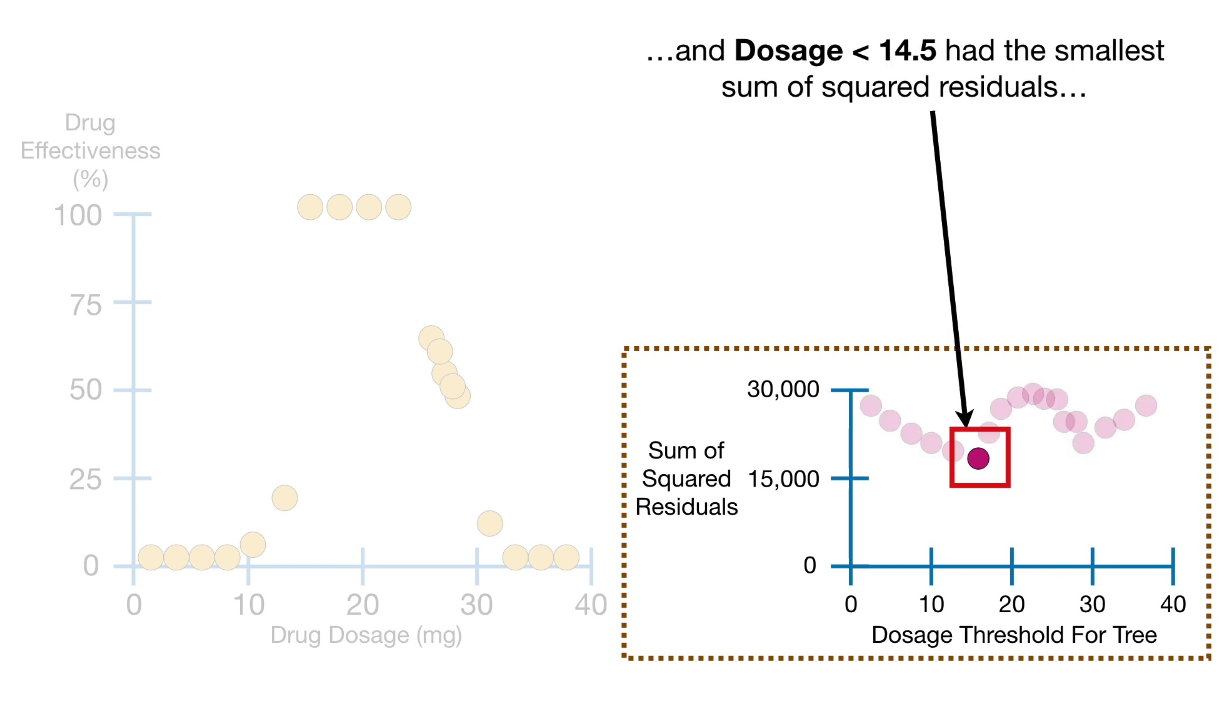 …and Dosage < 14.5 had the smallest
sum of squared residuals…
Drug
Effectiveness
(%)
100
75
50
25
0
0 10 20 30 40
Drug Dosage (mg)
Sum of
Squared
Residuals
30,000
15,000
0
0 10 20 30 40
Dosage Threshold For Tree